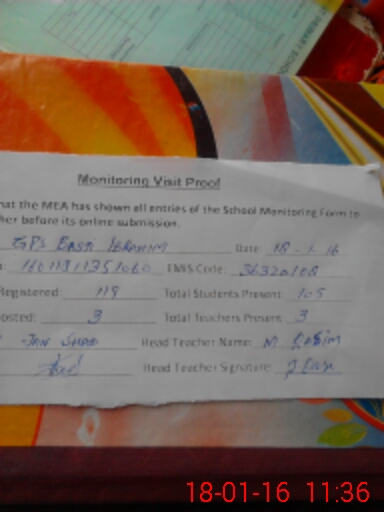 Monitoring Visit Proof
hat the MEA has shown all entries of the School Monitoring Form to
her before its online submission.
GPS BASTI IBRAHIM Date: 18-1-16
EMIS Code: 36320108
Registered: 119 Total Students Present: 105
osted: 3 Total Teachers Present: 3
JAN Head Teacher Name: M QASIM
Head Teacher Signature:
18-01-16 11:36